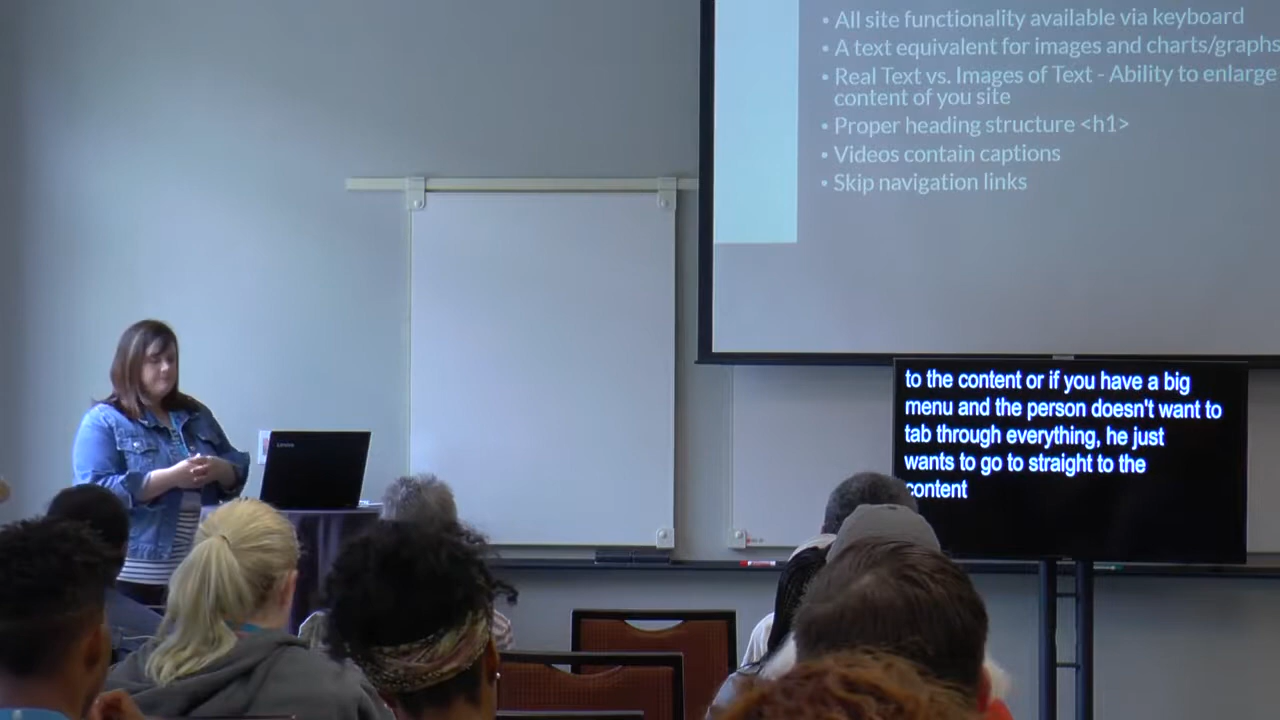 • All site functionality available via keyboard
• A text equivalent for images and charts/graphs
• Real Text vs. Images of Text - Ability to enlarge
content of you site
• Proper heading structure <h1>
• Videos contain captions
• Skip navigation links
to the content or if you have a big
menu and the person doesn't want to
tab through everything, he just
wants to go to straight to the
content
Lenovo